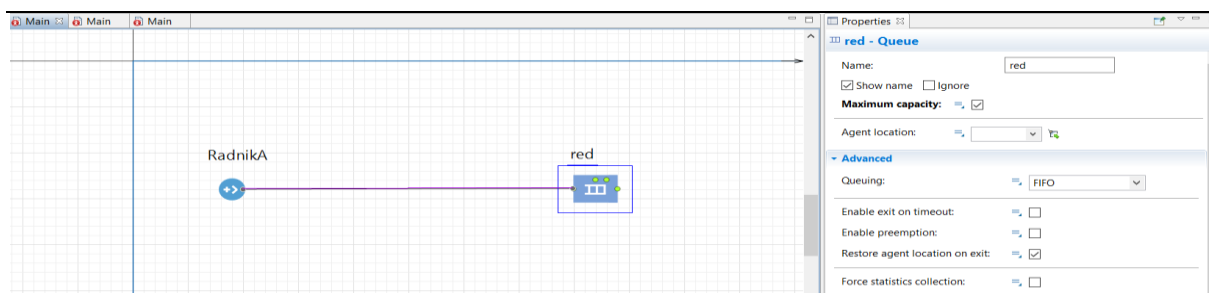 Main Main Main
Properties
red - Queue
Name: red
Show name Ignore
Maximum capacity:
Agent location:
Advanced
Queuing: FIFO
Enable exit on timeout:
Enable preemption:
Restore agent location on exit:
Force statistics collection:
RadnikA
red